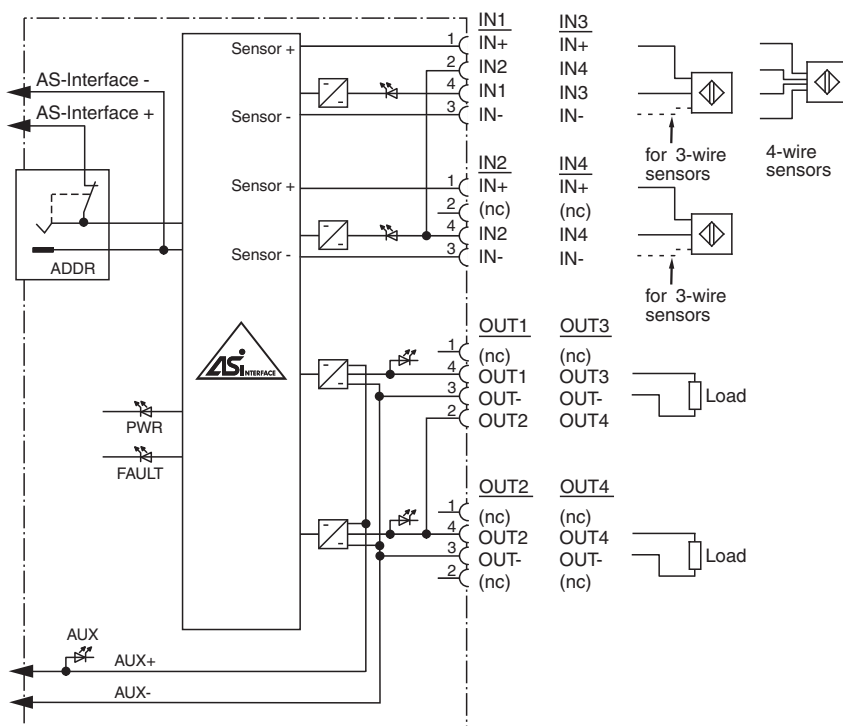 IN1 IN3
Sensor + 1 IN+ IN+
2 IN2 IN4
AS-Interface -
4 IN1 IN3
AS-Interface +
Sensor - 3 IN- IN-
for 3-wire
sensors
4-wire
sensors
IN2 IN4
Sensor + 1 IN+ IN+
2 (nc) (nc)
4 IN2 IN4
Sensor - 3 IN- IN-
ADDR
for 3-wire
sensors
OUT1 OUT3
1 (nc) (nc)
ASi INTERFACE
4 OUT1 OUT3
3 OUT- OUT- Load
2 OUT2 OUT4
PWR
FAULT
OUT2 OUT4
1 (nc) (nc)
4 OUT2 OUT4
3 OUT- OUT- Load
2 (nc) (nc)
AUX
AUX+
AUX-